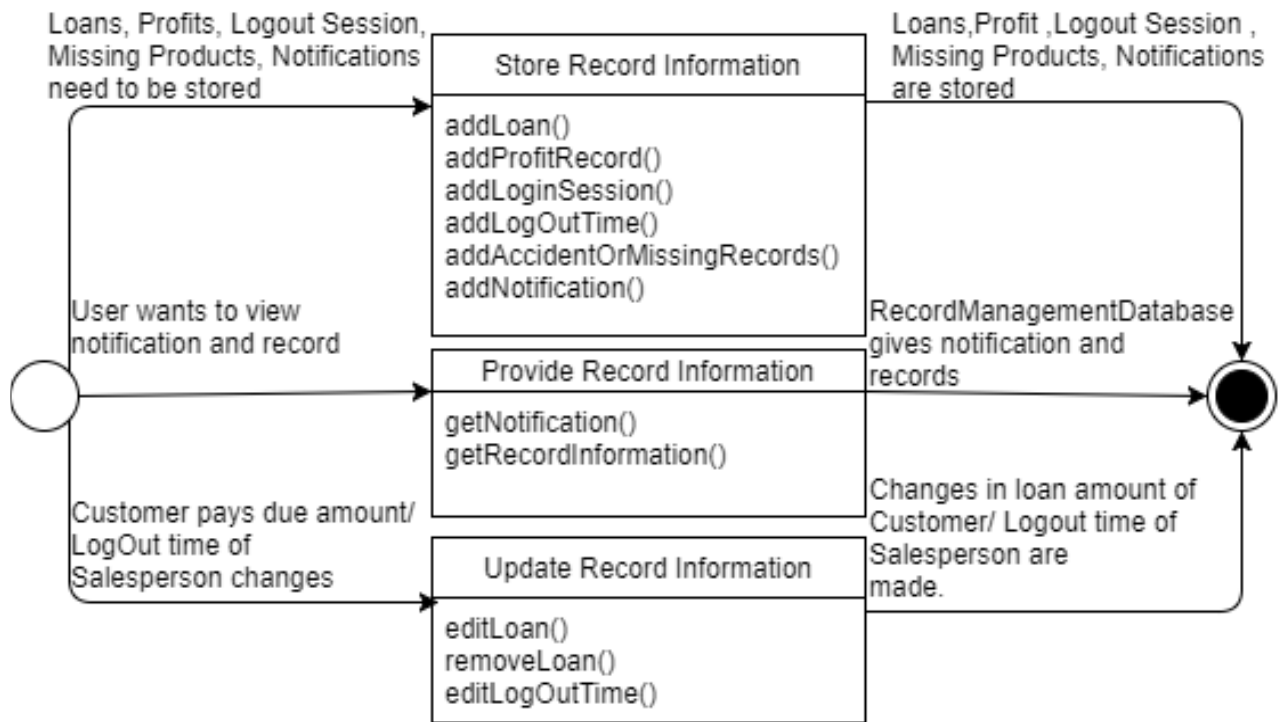 Loans, Profits, Logout Session,
Missing Products, Notifications
need to be stored
Store Record Information
addLoan()
addProfitRecord()
addLoginSession()
addLogOutTime()
addAccidentOrMissingRecords()
addNotification()
Loans,Profit ,Logout Session ,
Missing Products, Notifications
are stored
User wants to view
notification and record
Provide Record Information
getNotification()
getRecordInformation()
RecordManagementDatabase
gives notification and
records
Customer pays due amount/
LogOut time of
Salesperson changes
Update Record Information
editLoan()
removeLoan()
editLogOutTime()
Changes in loan amount of
Customer/ Logout time of
Salesperson are
made.